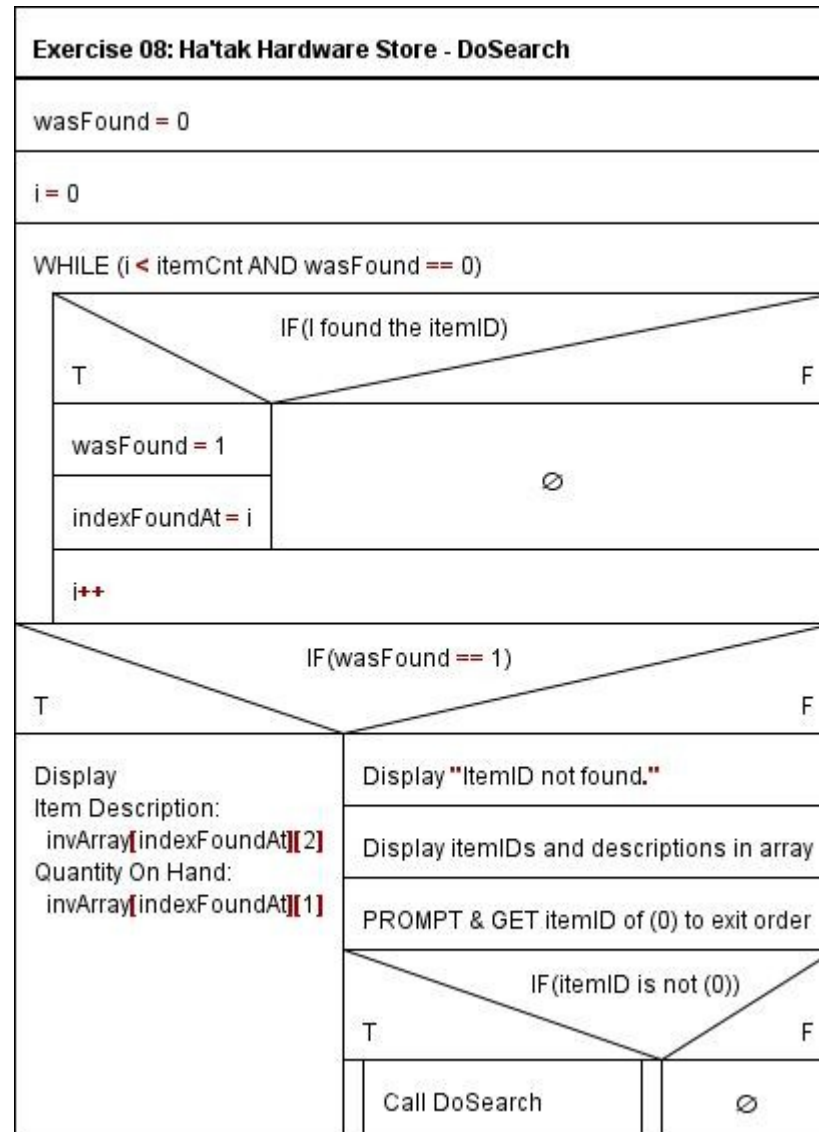 Exercise 08: Ha'tak Hardware Store - DoSearch
wasFound = 0
i = 0
WHILE (i < itemCnt AND wasFound == 0)
IF(I found the itemID)
T
F
wasFound = 1
∅
indexFoundAt = i
i++
IF(wasFound == 1)
T
F
Display
Item Description:
invArray[indexFoundAt][2]
Quantity On Hand:
invArray[indexFoundAt][1]
Display "ItemID not found."
Display itemIDs and descriptions in array
PROMPT & GET itemID of (0) to exit order
IF(itemID is not (0))
T
F
Call DoSearch
∅